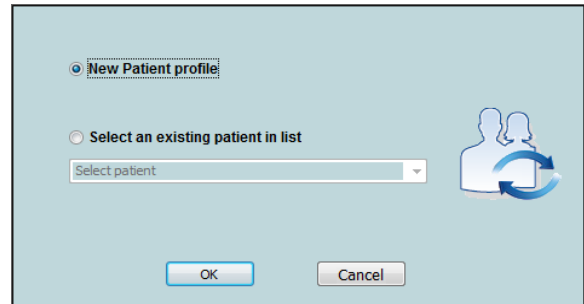 New Patient profile
Select an existing patient in list
Select patient
OK
Cancel